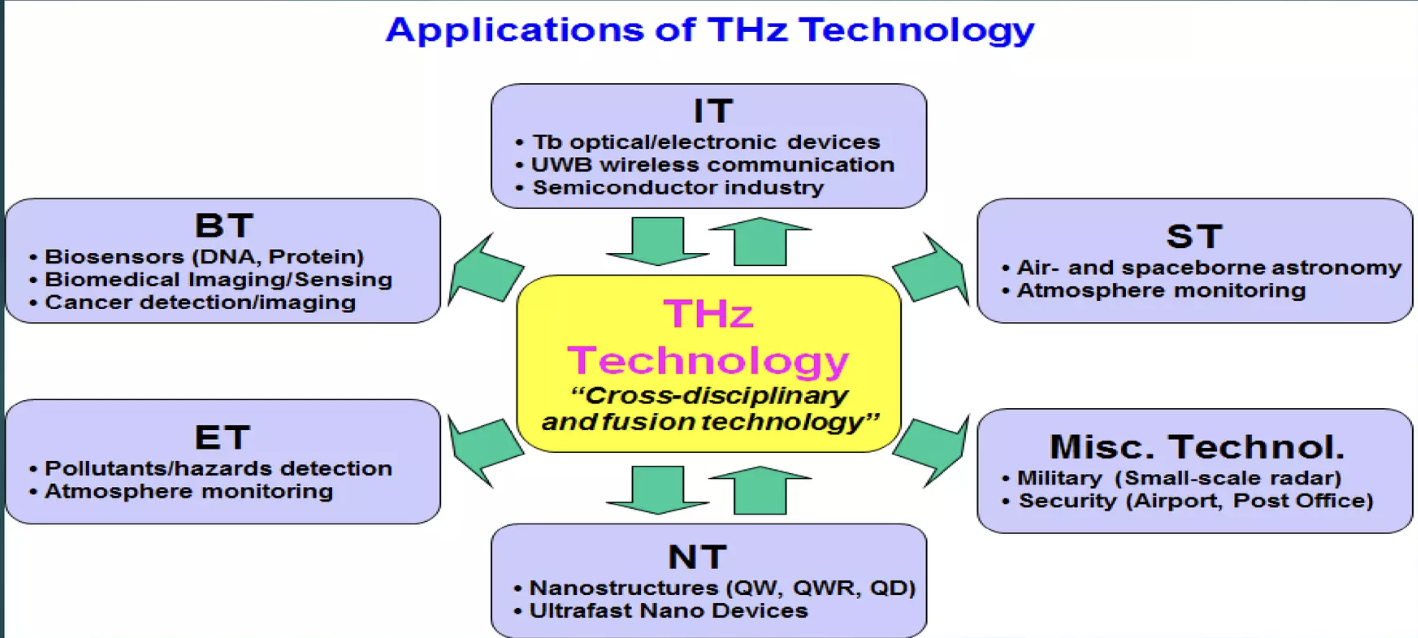 Applications of THz Technology
IT
• Tb optical/electronic devices
• UWB wireless communication
• Semiconductor industry
BT
• Biosensors (DNA, Protein)
• Biomedical Imaging/Sensing
• Cancer detection/imaging
ST
• Air- and spaceborne astronomy
• Atmosphere monitoring
THz
Technology
“Cross-disciplinary
and fusion technology”
ET
• Pollutants/hazards detection
• Atmosphere monitoring
Misc. Technol.
• Military (Small-scale radar)
• Security (Airport, Post Office)
NT
• Nanostructures (QW, QWR, QD)
• Ultrafast Nano Devices